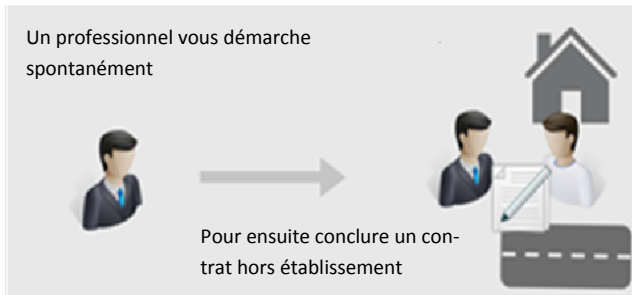 Un professionnel vous démarche
spontanément
Pour ensuite conclure un con-
trat hors établissement